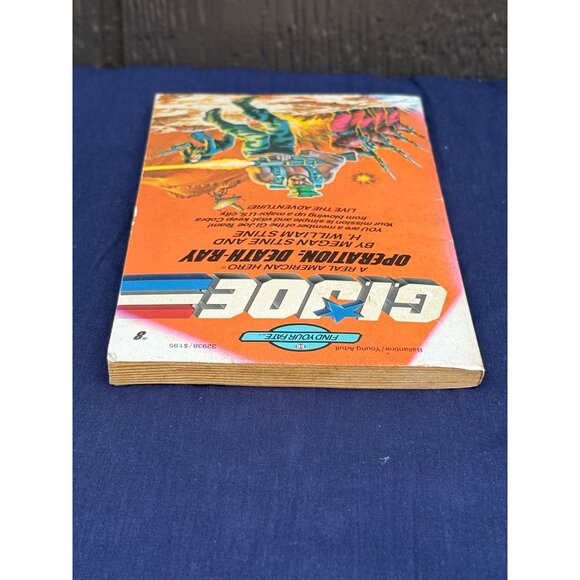 Ballantine/Young Adult
32938/$1.95
FIND YOUR FATE™
#8
G.I. JOE
A REAL AMERICAN HERO®
OPERATION: DEATH-RAY
BY MEGAN STINE AND
H. WILLIAM STINE
YOU are a member of the GI Joe Team!
Your mission is simple and vital: keep Cobra
from blowing up a major U.S. city.
LIVE THE ADVENTURE!